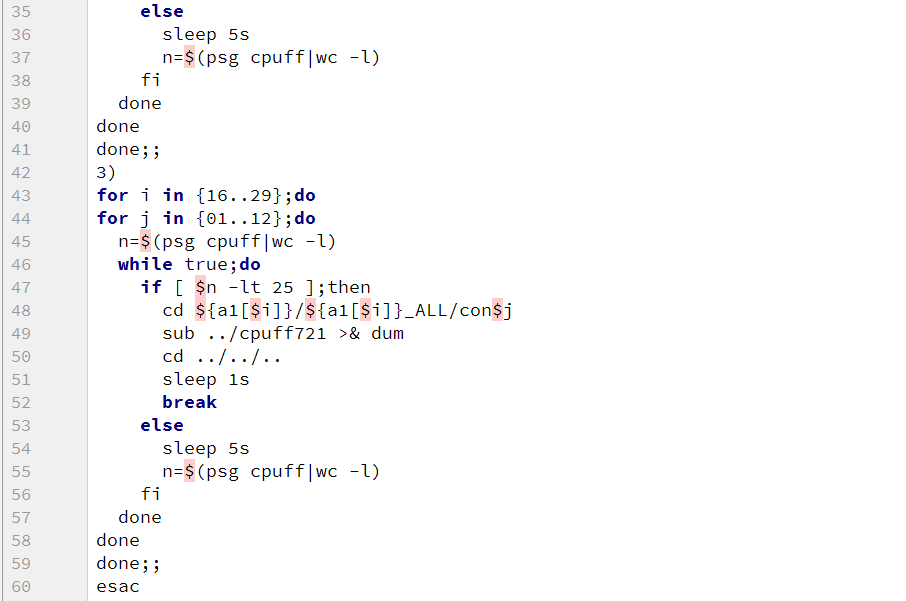 35     else
36       sleep 5s
37       n=$(psg cpuff|wc -l)
38     fi
39   done
40 done
41 done;;
42 3)
43 for i in {16..29};do
44 for j in {01..12};do
45   n=$(psg cpuff|wc -l)
46   while true;do
47     if [ $n -lt 25 ];then
48       cd ${a1[$i]}/${a1[$i]}_ALL/con$j
49       sub ../cpuff721 >& dum
50       cd ../../..
51       sleep 1s
52       break
53     else
54       sleep 5s
55       n=$(psg cpuff|wc -l)
56     fi
57   done
58 done
59 done;;
60 esac